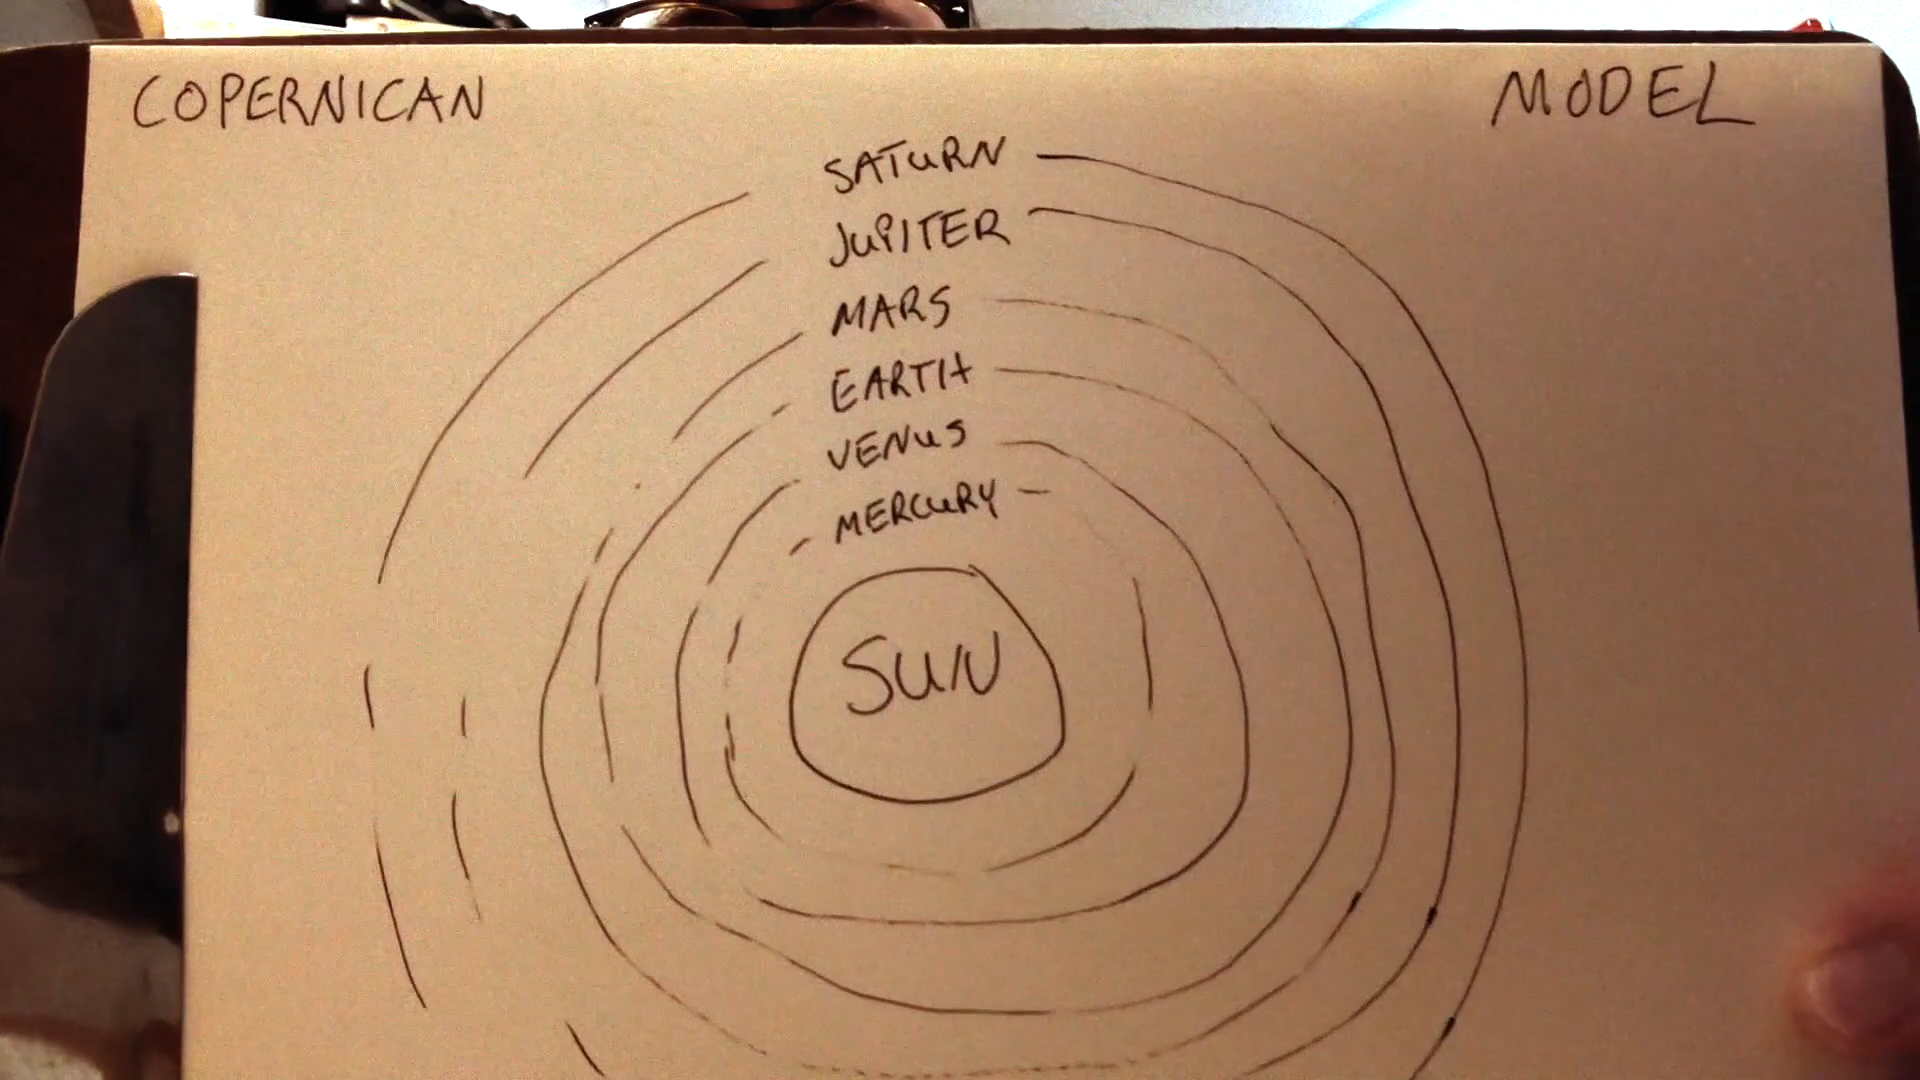 COPERNICAN MODEL
SATURN
JUPITER
MARS
EARTH
VENUS
MERCURY
SUN